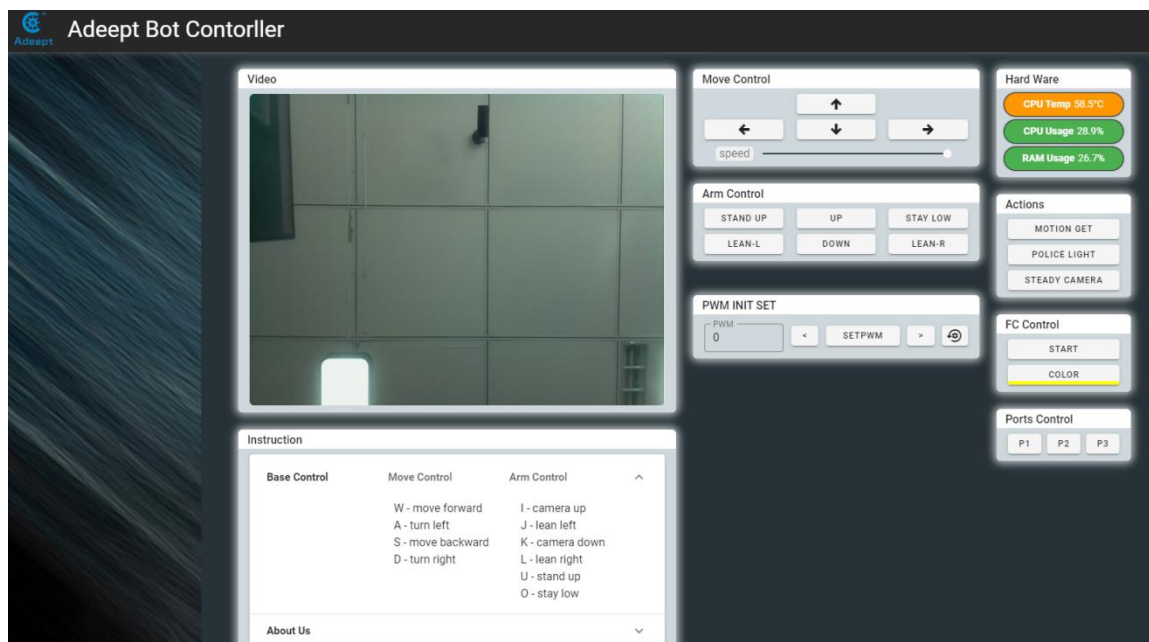 Adeept
Adeept Bot Contorller
Video
Instruction
Base Control
Move Control
Arm Control
W - move forward
A - turn left
S - move backward
D - turn right
I - camera up
J - lean left
K - camera down
L - lean right
U - stand up
O - stay low
About Us
Move Control
speed
Arm Control
STAND UP
UP
STAY LOW
LEAN-L
DOWN
LEAN-R
PWM INIT SET
PWM
0
<
SETPWM
>
Hard Ware
CPU Temp 58.5°C
CPU Usage 28.9%
RAM Usage 26.7%
Actions
MOTION GET
POLICE LIGHT
STEADY CAMERA
FC Control
START
COLOR
Ports Control
P1
P2
P3